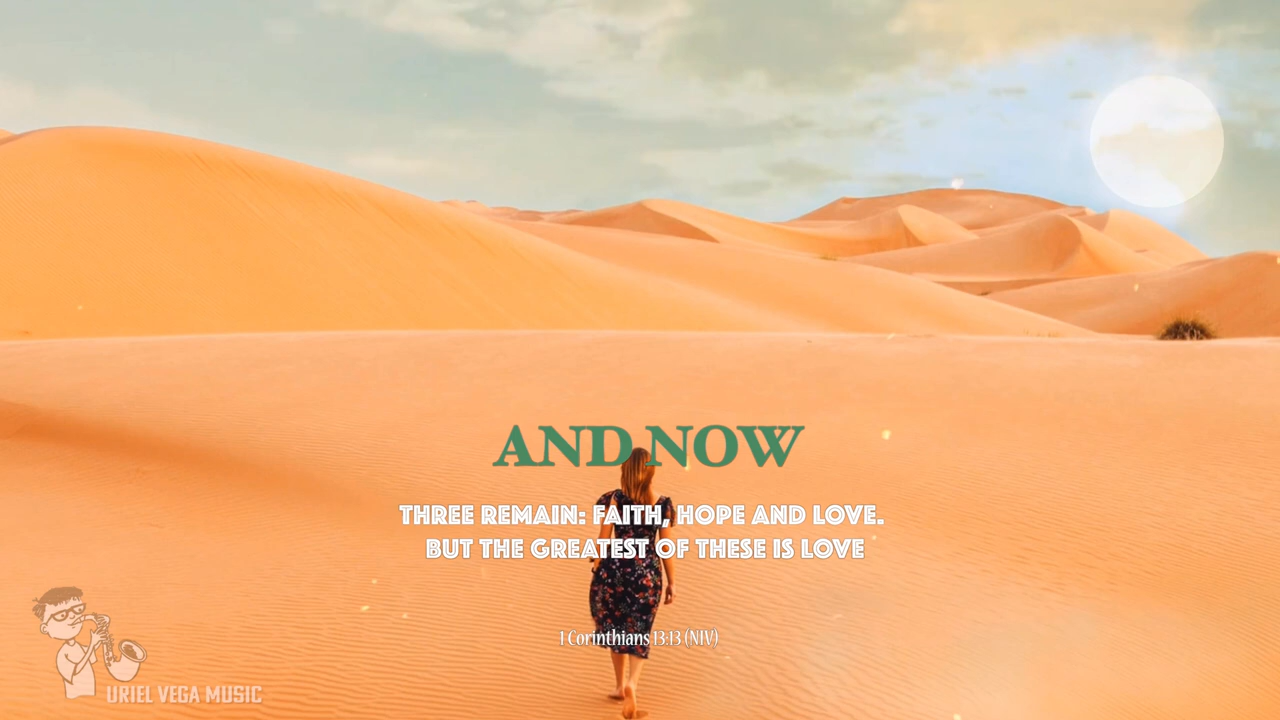 AND NOW
THREE REMAIN: FAITH, HOPE AND LOVE.
BUT THE GREATEST OF THESE IS LOVE
1 Corinthians 13:13 (NIV)
URIEL VEGA MUSIC